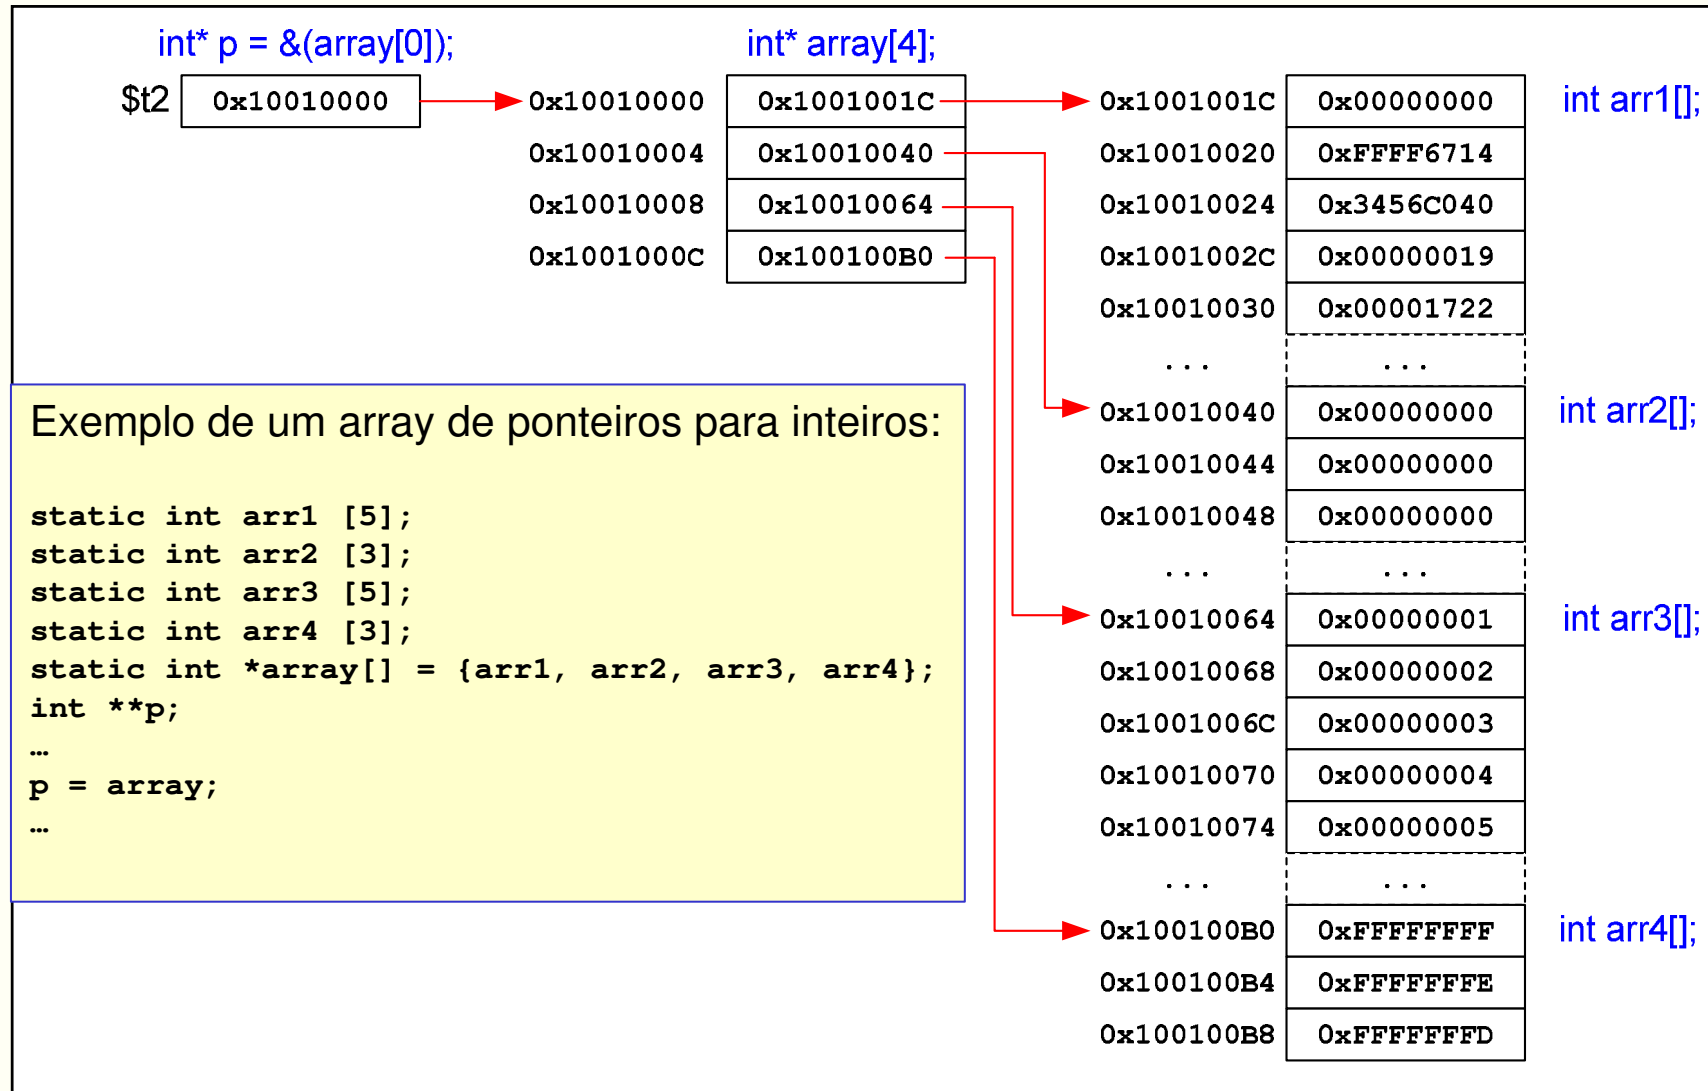 int* p = &(array[0]);
int* array[4];
$t2 0x10010000
0x10010000 0x1001001C
0x10010004 0x10010040
0x10010008 0x10010064
0x1001000C 0x100100B0
0x1001001C 0x00000000 int arr1[];
0x10010020 0xFFFF6714
0x10010024 0x3456C040
0x1001002C 0x00000019
0x10010030 0x00001722
... ...
0x10010040 0x00000000 int arr2[];
0x10010044 0x00000000
0x10010048 0x00000000
... ...
0x10010064 0x00000001 int arr3[];
0x10010068 0x00000002
0x1001006C 0x00000003
0x10010070 0x00000004
0x10010074 0x00000005
... ...
0x100100B0 0xFFFFFFFF int arr4[];
0x100100B4 0xFFFFFFFE
0x100100B8 0xFFFFFFFD
Exemplo de um array de ponteiros para inteiros:
static int arr1 [5];
static int arr2 [3];
static int arr3 [5];
static int arr4 [3];
static int *array[] = {arr1, arr2, arr3, arr4};
int **p;
…
p = array;
…